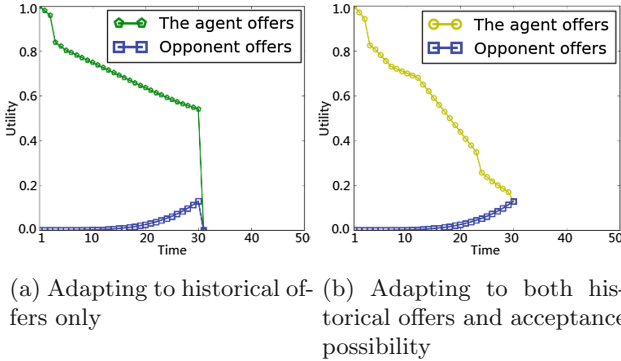 1.0
0.8
0.6
0.4
0.2
0.0
Utility
1
10
20
30
40
50
Time
The agent offers
Opponent offers
(a) Adapting to historical of-
fers only
1.0
0.8
0.6
0.4
0.2
0.0
Utility
1
10
20
30
40
50
Time
The agent offers
Opponent offers
(b) Adapting to both his-
torical offers and acceptance
possibility